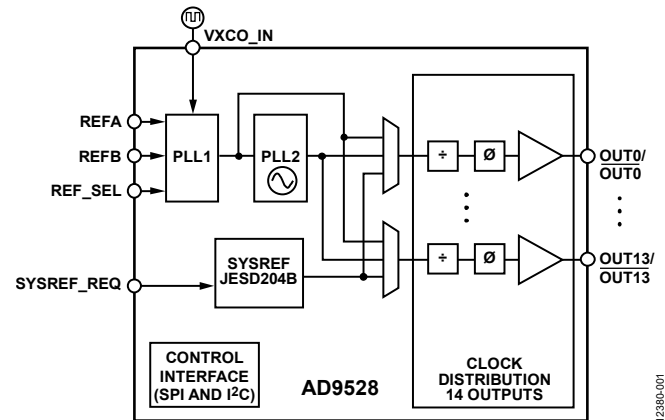 VXCO_IN
REFA
REFB
REF_SEL
PLL1
PLL2
÷
Ø
OUT0/
OUT0
SYSREF_REQ
SYSREF
JESD204B
÷
Ø
OUT13/
OUT13
CONTROL
INTERFACE
(SPI AND I²C)
AD9528
CLOCK
DISTRIBUTION
14 OUTPUTS
12380-001